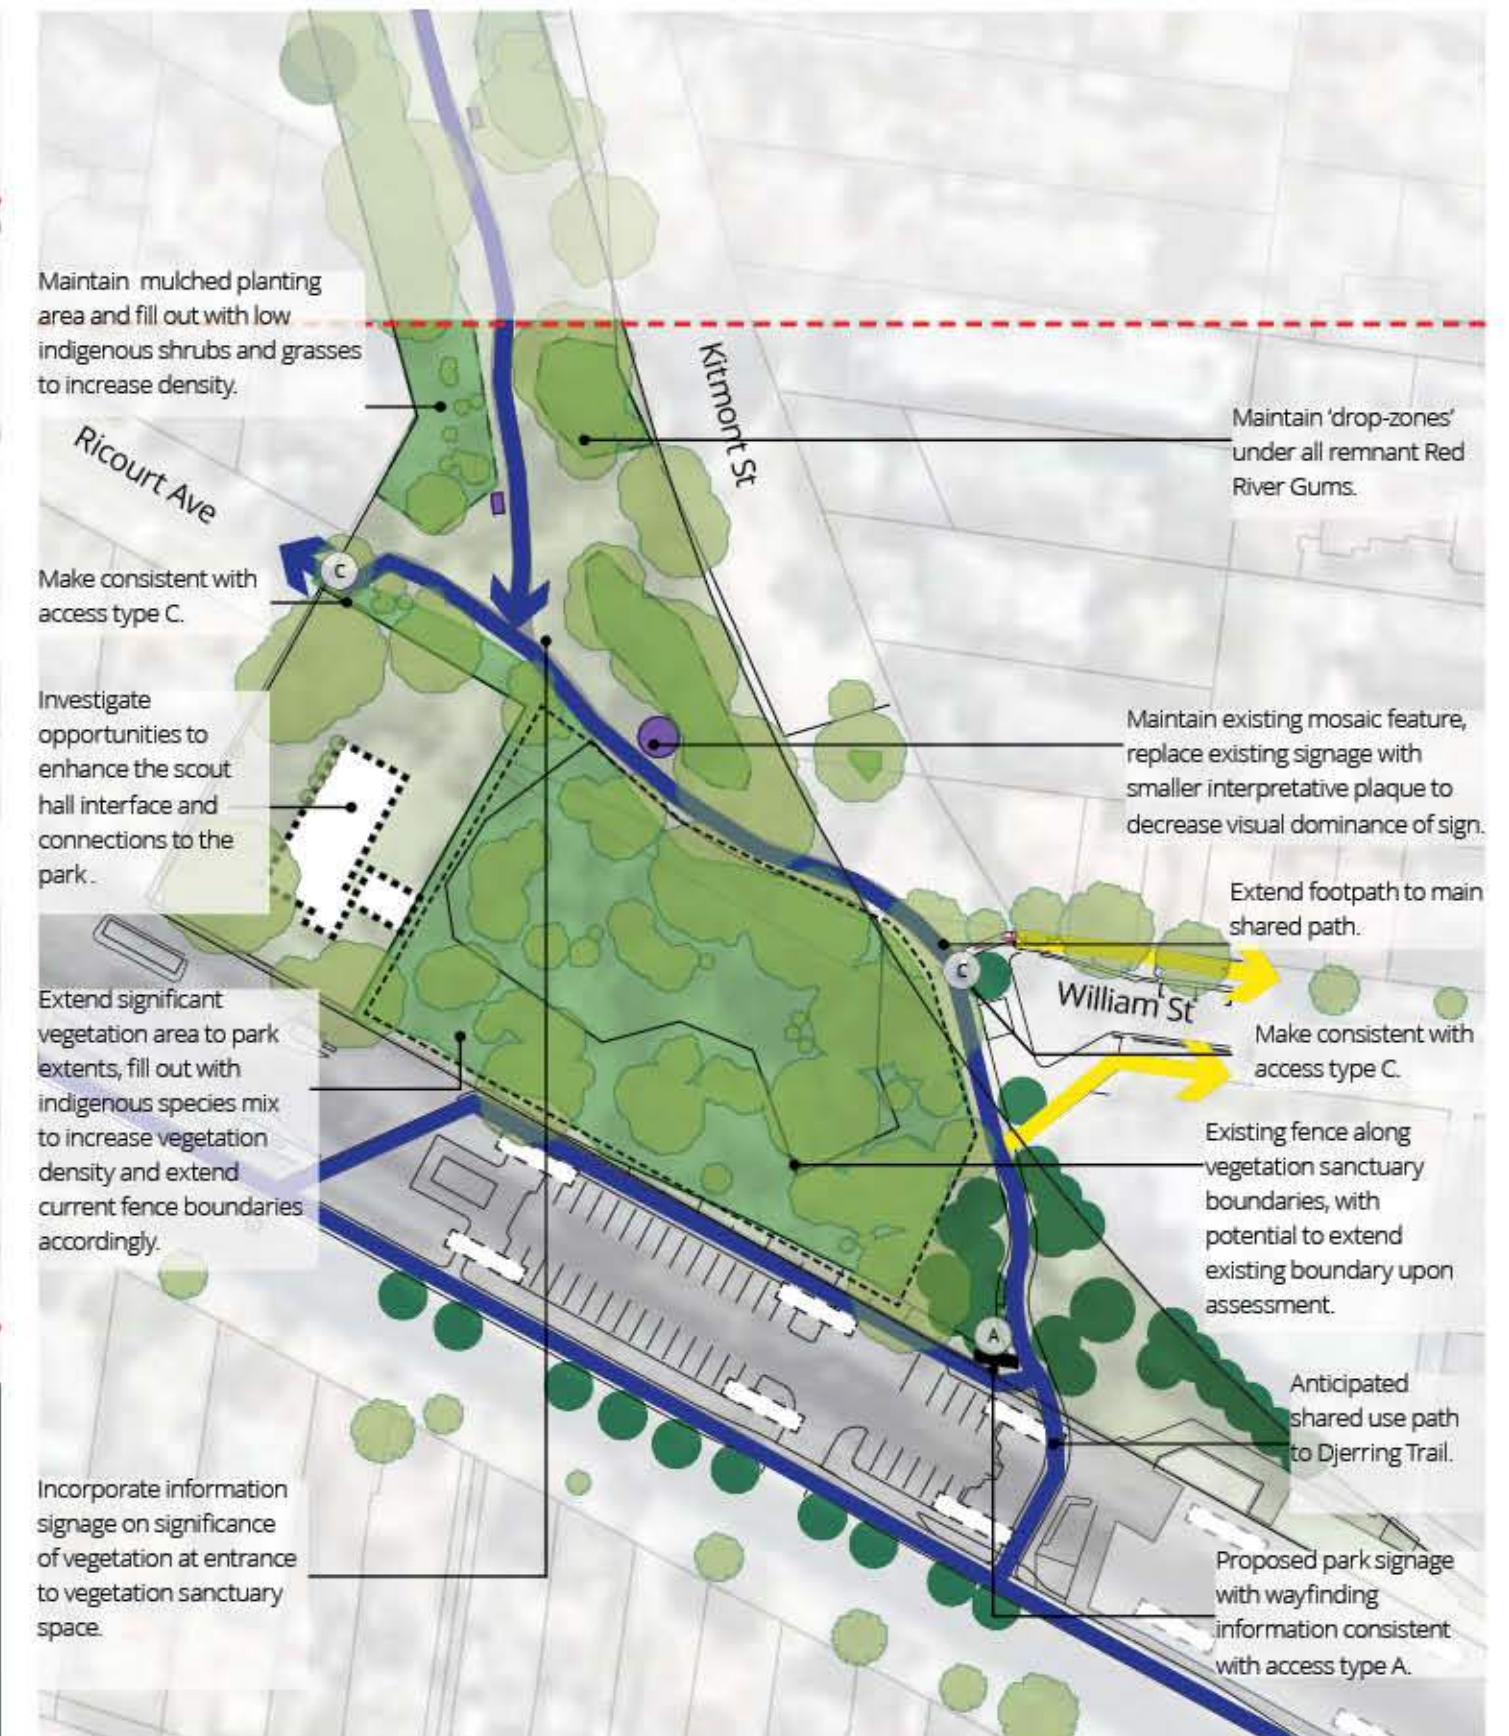 Maintain mulched planting
area and fill out with low
indigenous shrubs and grasses
to increase density.
Ricourt Ave
Kitmont St
Maintain ‘drop-zones’
under all remnant Red
River Gums.
C
Make consistent with
access type C.
Investigate
opportunities to
enhance the scout
hall interface and
connections to the
park .
Maintain existing mosaic feature,
replace existing signage with
smaller interpretative plaque to
decrease visual dominance of sign.
Extend footpath to main
shared path.
C
William St
Make consistent with
access type C.
Extend significant
vegetation area to park
extents, fill out with
indigenous species mix
to increase vegetation
density and extend
current fence boundaries
accordingly.
Existing fence along
vegetation sanctuary
boundaries, with
potential to extend
existing boundary upon
assessment.
A
Anticipated
shared use path
to Djerring Trail.
Incorporate information
signage on significance
of vegetation at entrance
to vegetation sanctuary
space.
Proposed park signage
with wayfinding
information consistent
with access type A.